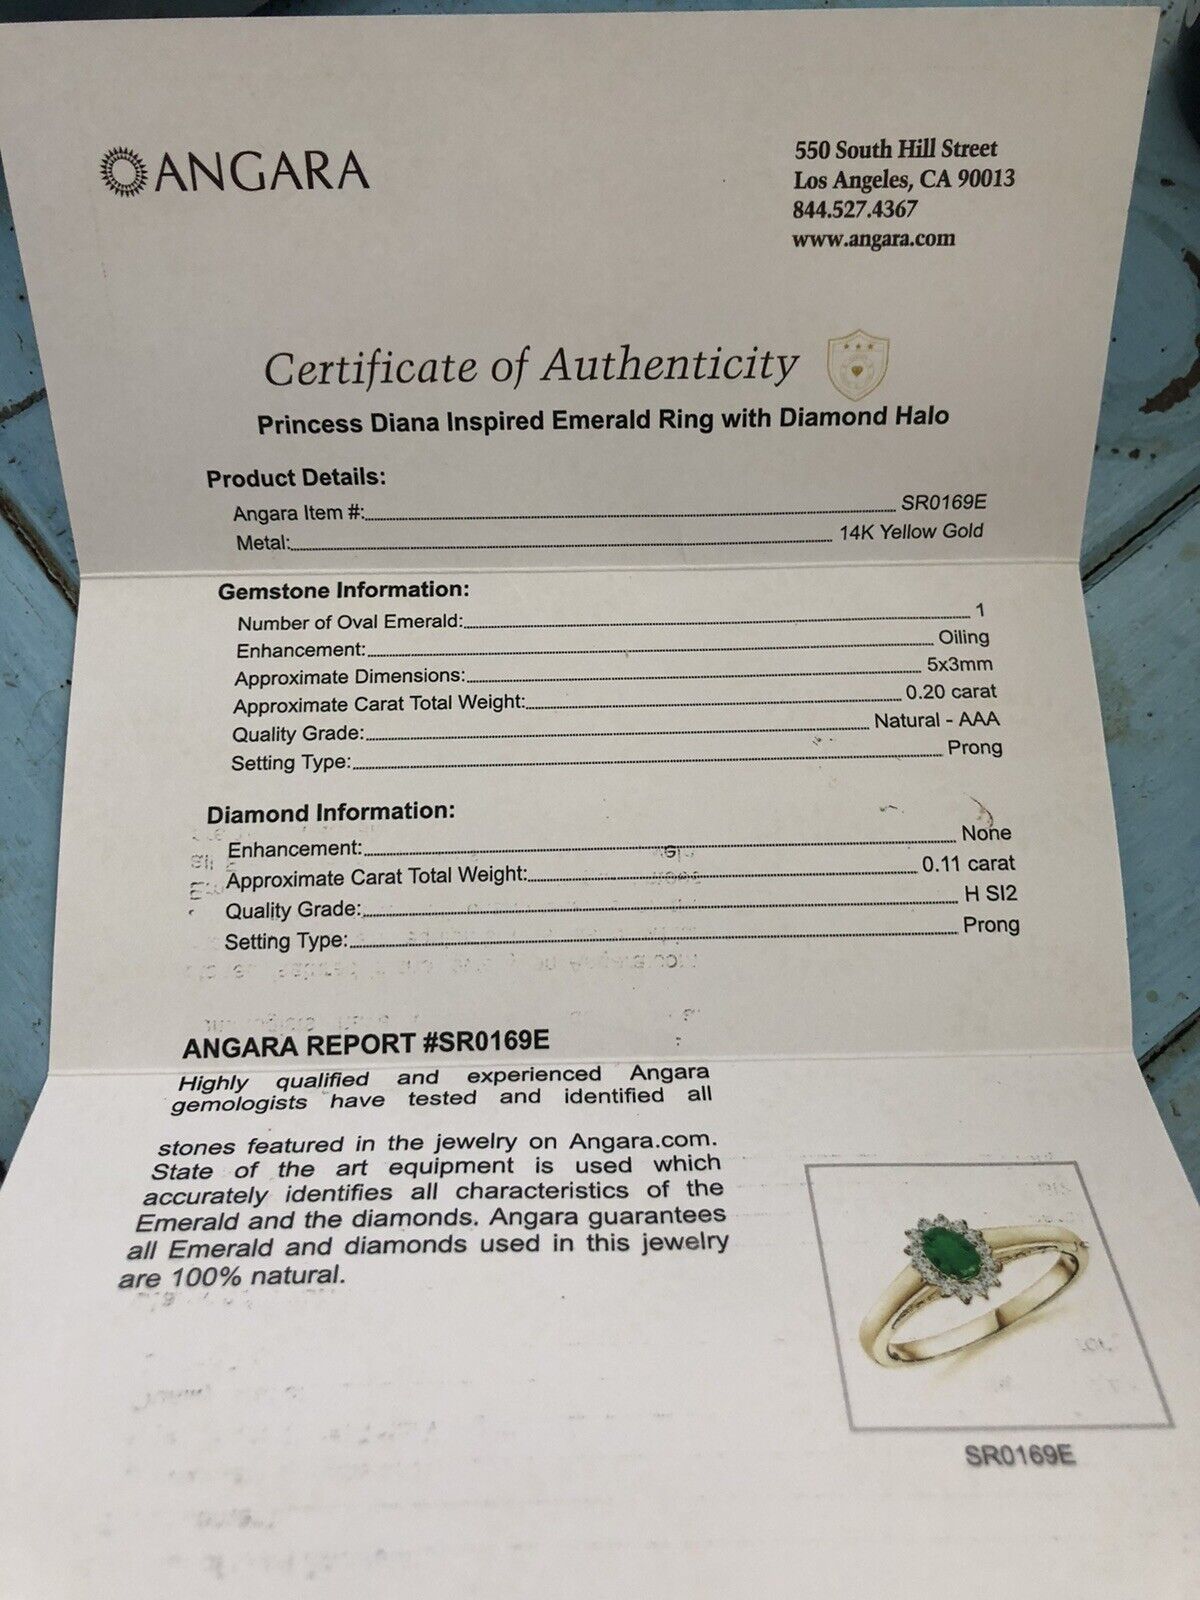 ANGARA
550 South Hill Street
Los Angeles, CA 90013
844.527.4367
www.angara.com
Certificate of Authenticity
Princess Diana Inspired Emerald Ring with Diamond Halo
Product Details:
Angara Item #: SR0169E
Metal: 14K Yellow Gold
Gemstone Information:
Number of Oval Emerald: 1
Enhancement: Oiling
Approximate Dimensions: 5x3mm
Approximate Carat Total Weight: 0.20 carat
Quality Grade: Natural - AAA
Setting Type: Prong
Diamond Information:
Enhancement: None
Approximate Carat Total Weight: 0.11 carat
Quality Grade: H SI2
Setting Type: Prong
ANGARA REPORT #SR0169E
Highly qualified and experienced Angara
gemologists have tested and identified all
stones featured in the jewelry on Angara.com.
State of the art equipment is used which
accurately identifies all characteristics of the
Emerald and the diamonds. Angara guarantees
all Emerald and diamonds used in this jewelry
are 100% natural.
SR0169E